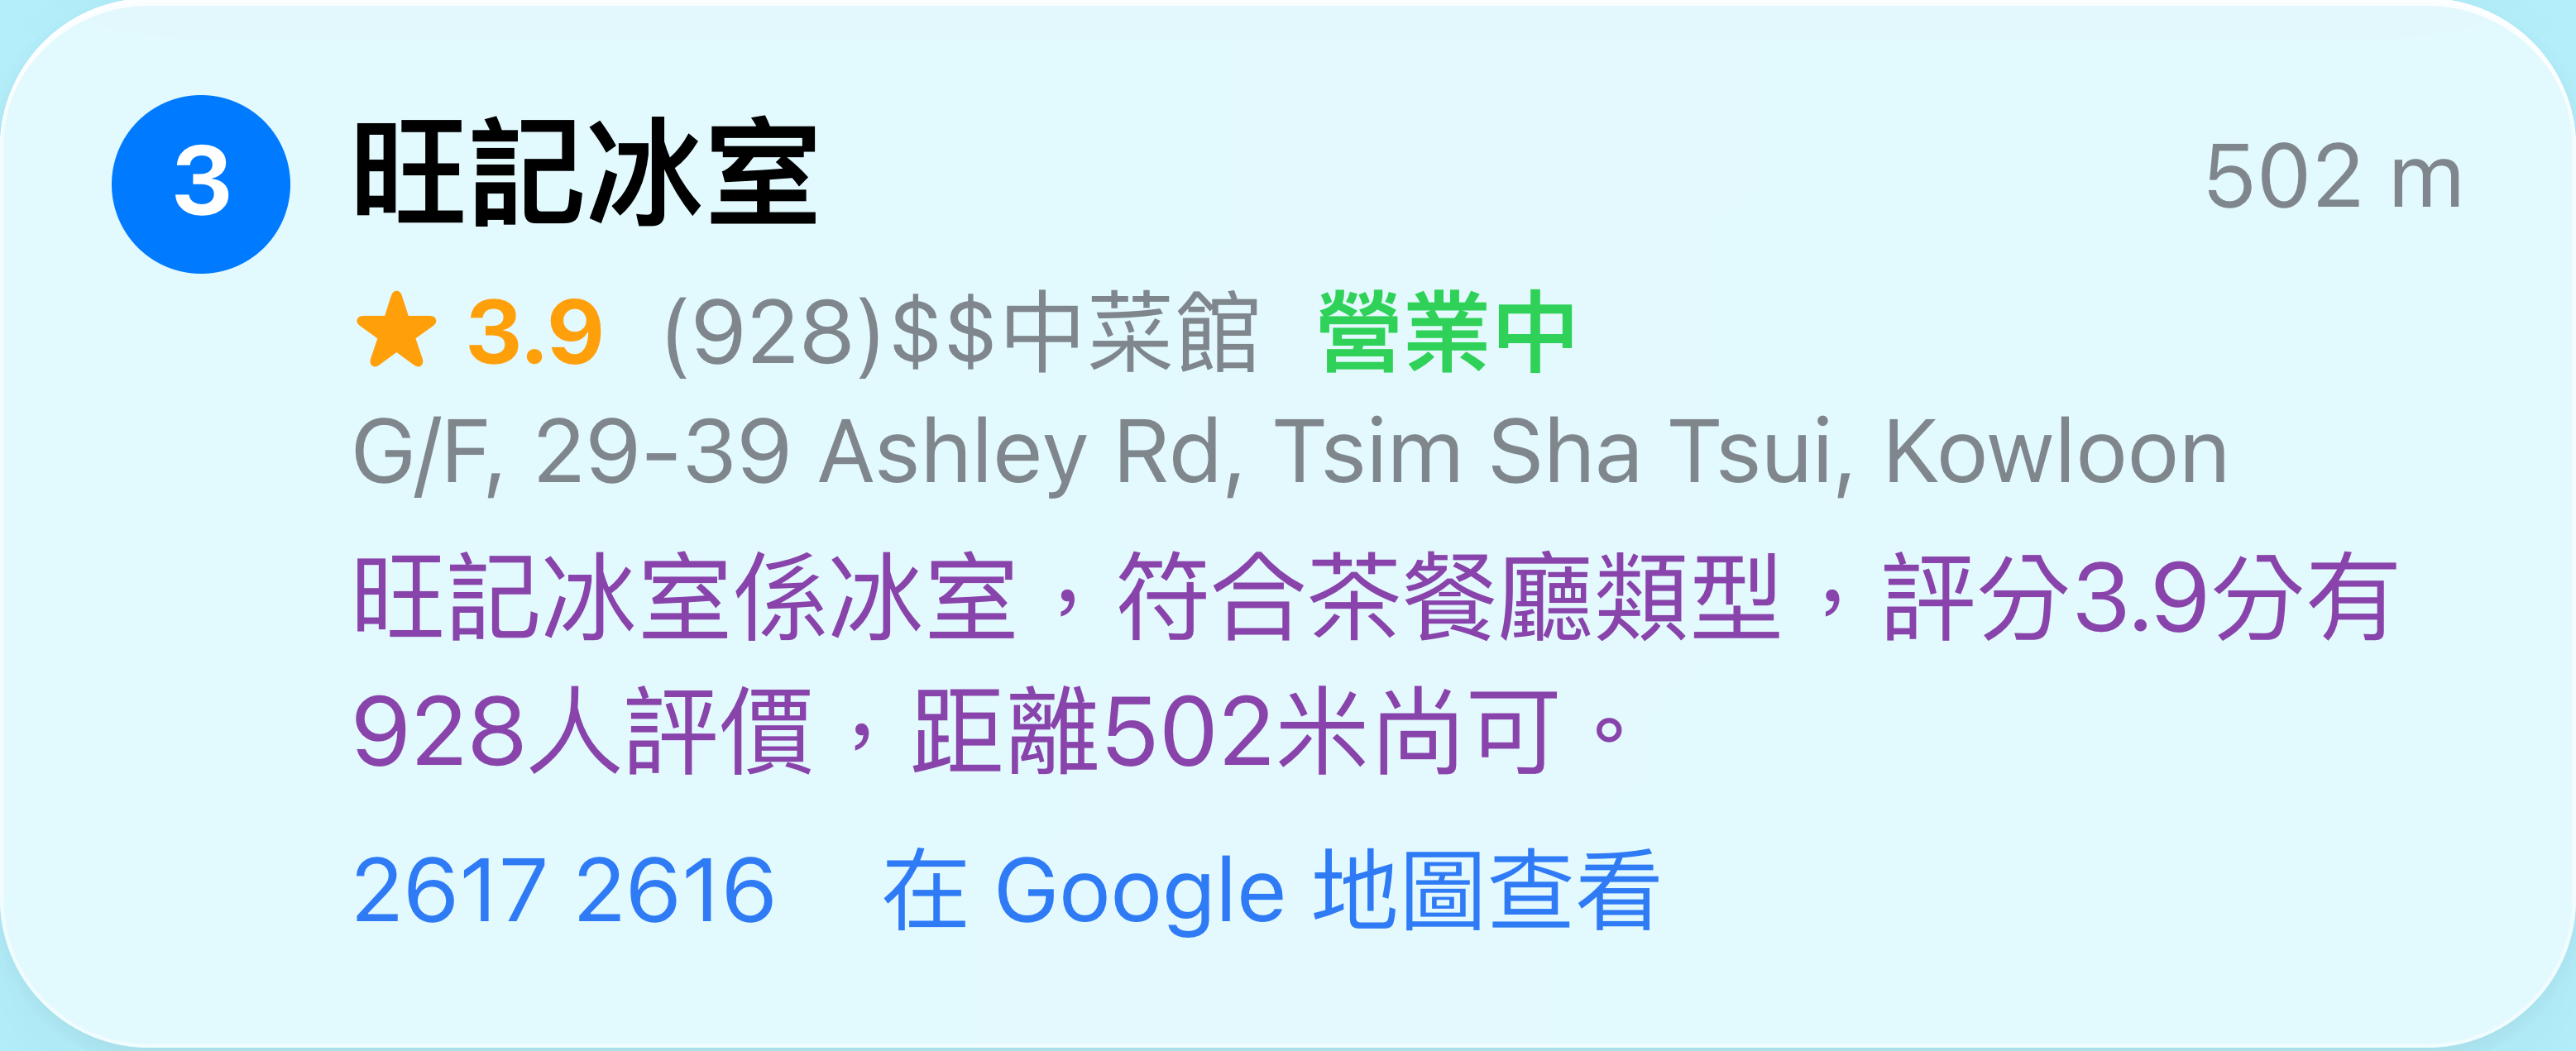 3 旺記冰室 502 m
3.9 (928)$$中菜館 營業中
G/F, 29-39 Ashley Rd, Tsim Sha Tsui, Kowloon
旺記冰室係冰室，符合茶餐廳類型，評分3.9分有
928人評價，距離502米尚可。
2617 2616 在 Google 地圖查看